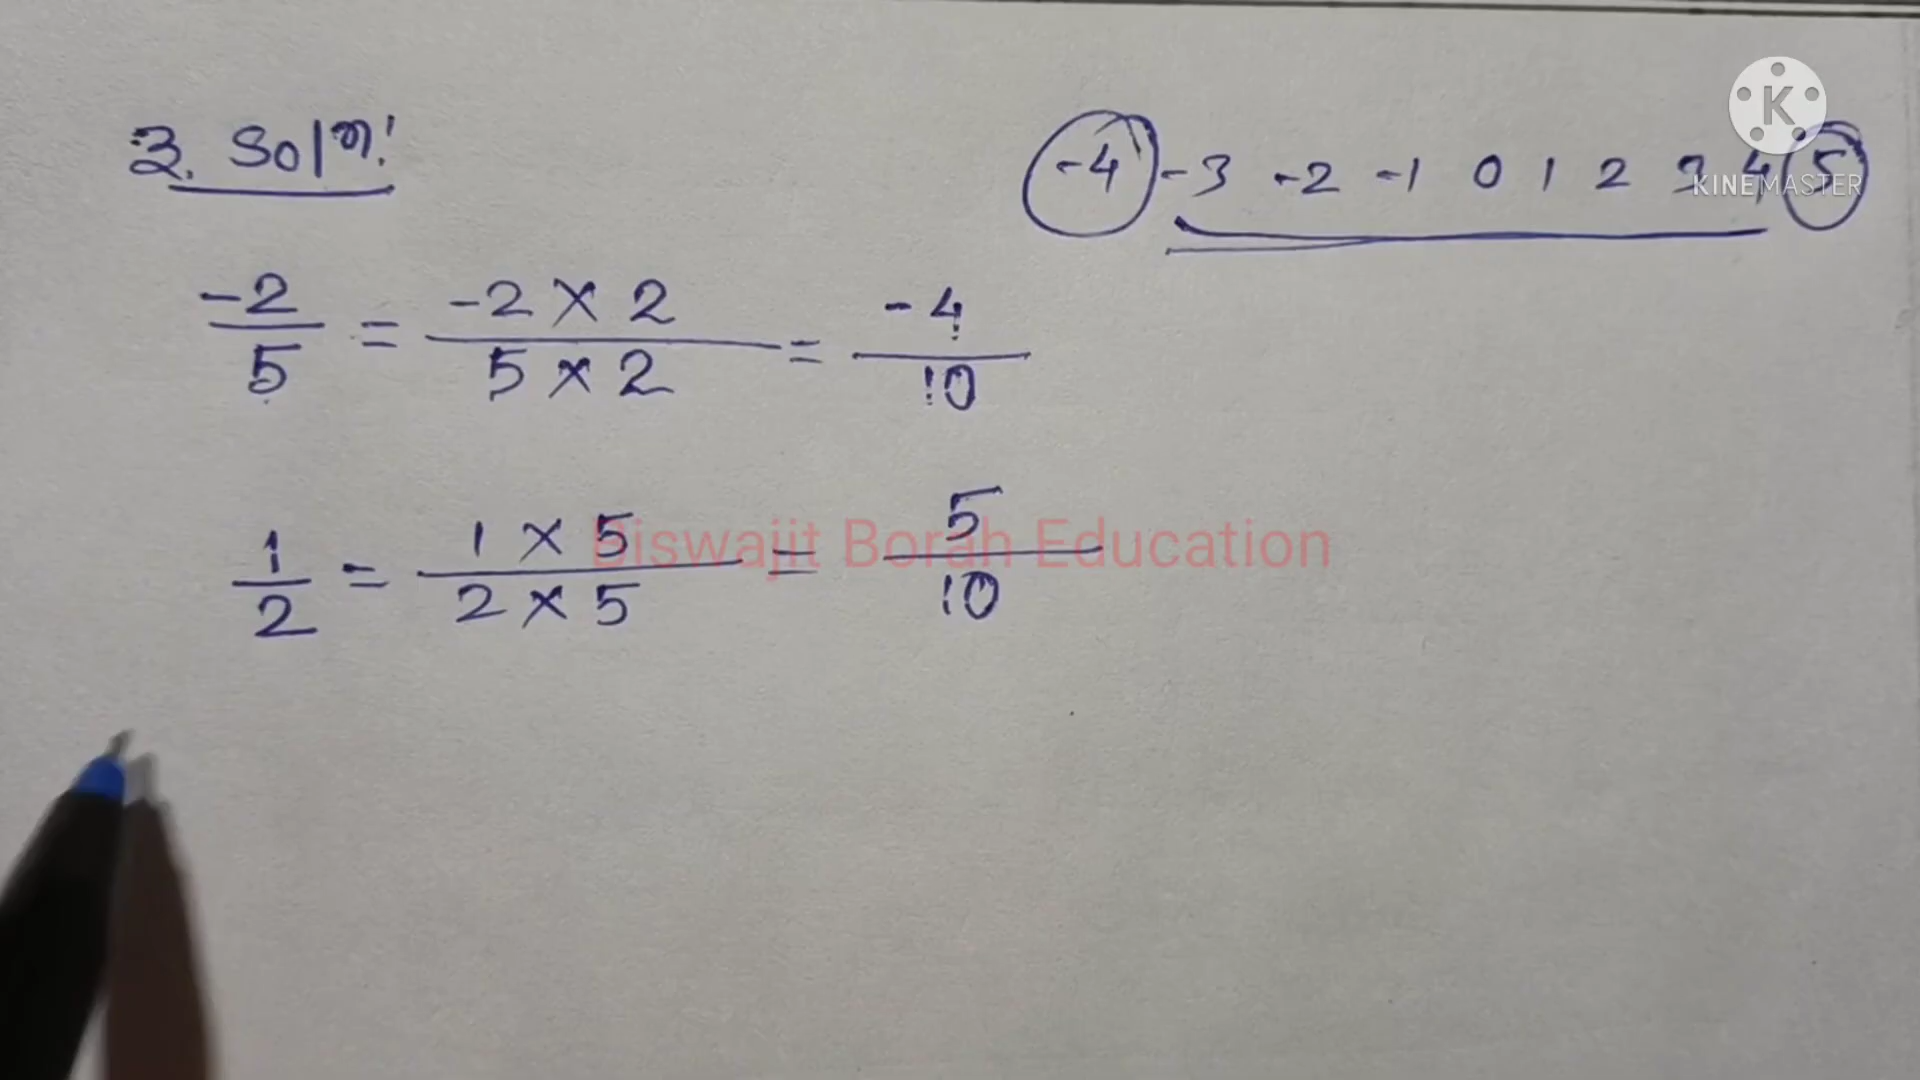 3. Solⁿ:
-4 -3 -2 -1 0 1 2 3 4 5
KINEMASTER
-2/5 = -2 × 2 / 5 × 2 = -4/10
1/2 = 1 × 5 / 2 × 5 = 5/10
Biswajit Borah Education